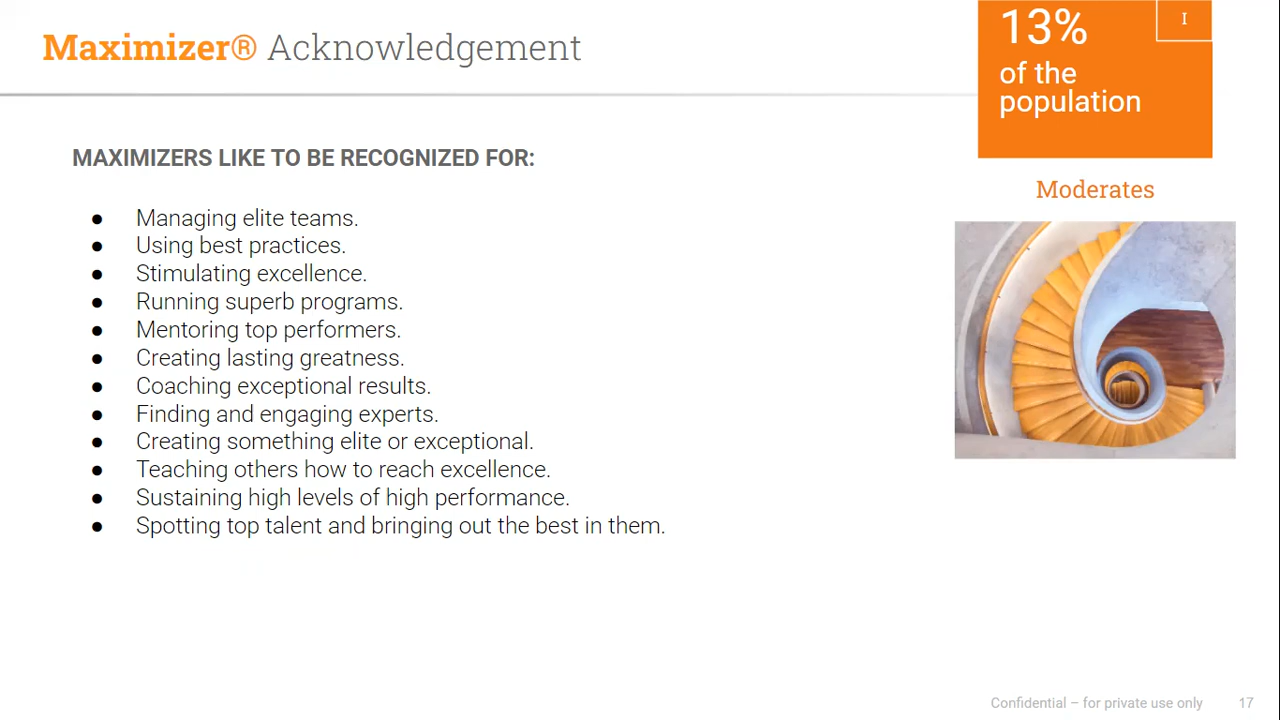 Maximizer® Acknowledgement
13%
I
of the
population
MAXIMIZERS LIKE TO BE RECOGNIZED FOR:
Moderates
● Managing elite teams.
● Using best practices.
● Stimulating excellence.
● Running superb programs.
● Mentoring top performers.
● Creating lasting greatness.
● Coaching exceptional results.
● Finding and engaging experts.
● Creating something elite or exceptional.
● Teaching others how to reach excellence.
● Sustaining high levels of high performance.
● Spotting top talent and bringing out the best in them.
Confidential – for private use only 17